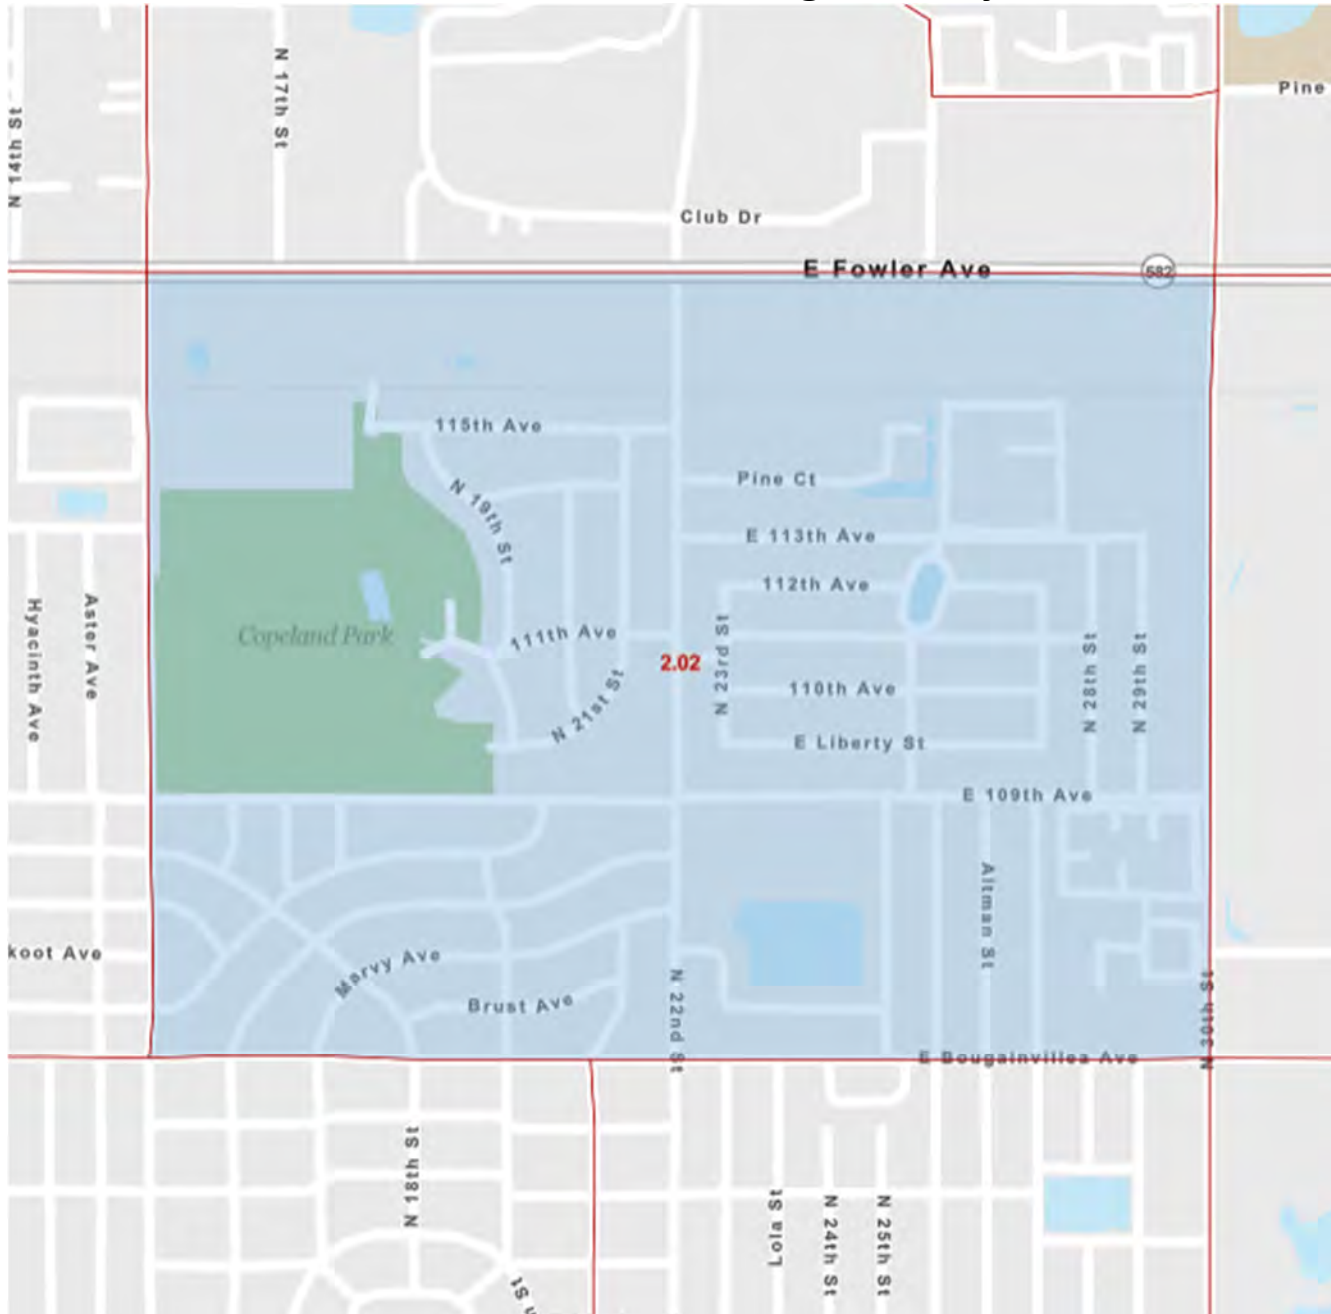 N 17th St
N 14th St
Pine
Club Dr
E Fowler Ave
582
115th Ave
Pine Ct
N 19th St
E 113th Ave
112th Ave
Hyacinth Ave
Aster Ave
Copeland Park
111th Ave
2.02
N 23rd St
110th Ave
N 28th St
N 29th St
N 21st St
E Liberty St
E 109th Ave
Altman St
koot Ave
Marvy Ave
Brust Ave
N 22nd St
N 30th St
E Bougainvillea Ave
N 18th St
Lola St
N 24th St
N 25th St